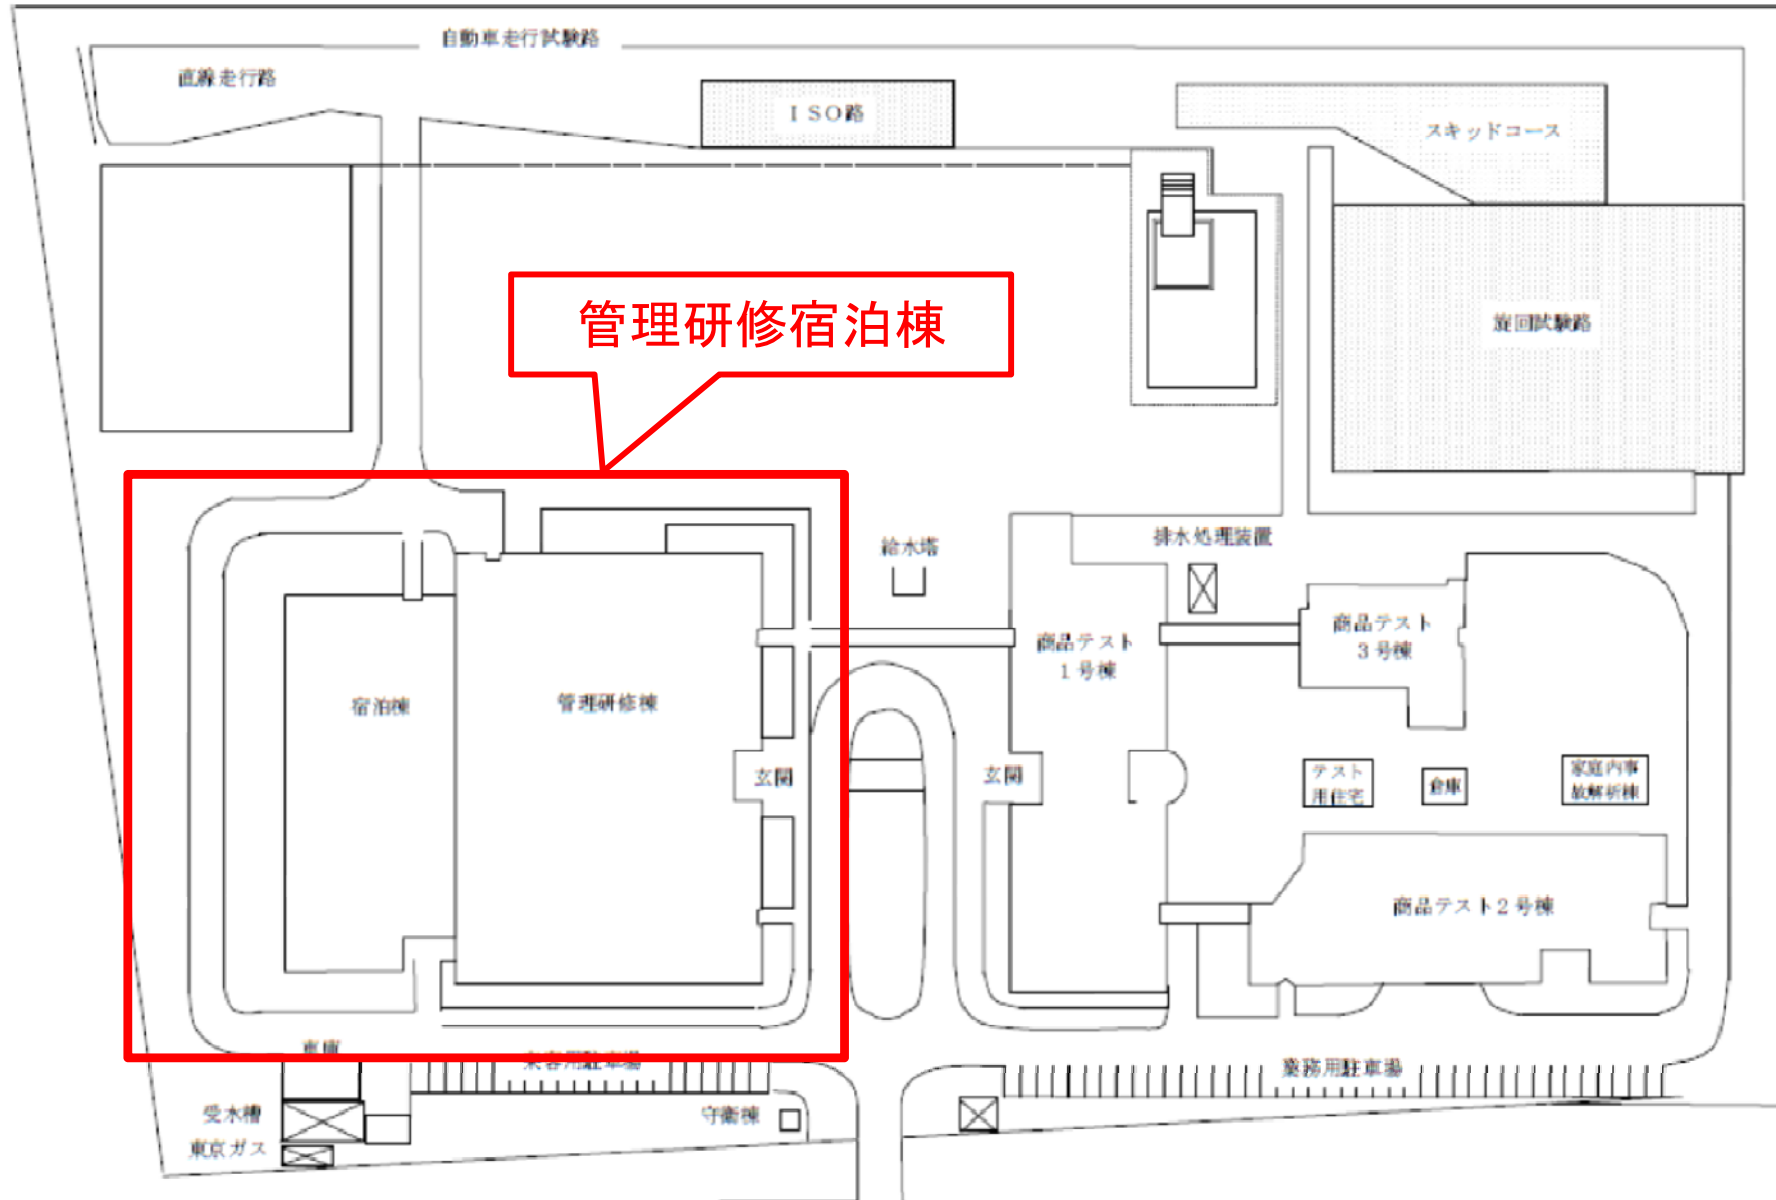 自動車走行試験路
直線走行路
ISO路
スキッドコース
管理研修宿泊棟
旋回試験路
給水塔
排水処理装置
商品テスト
1号棟
商品テスト
3号棟
宿泊棟
管理研修棟
玄関
玄関
テスト
用住宅
倉庫
家庭内事
故解析棟
商品テスト2号棟
車庫
来客用駐車場
業務用駐車場
受水槽
守衛棟
東京ガス